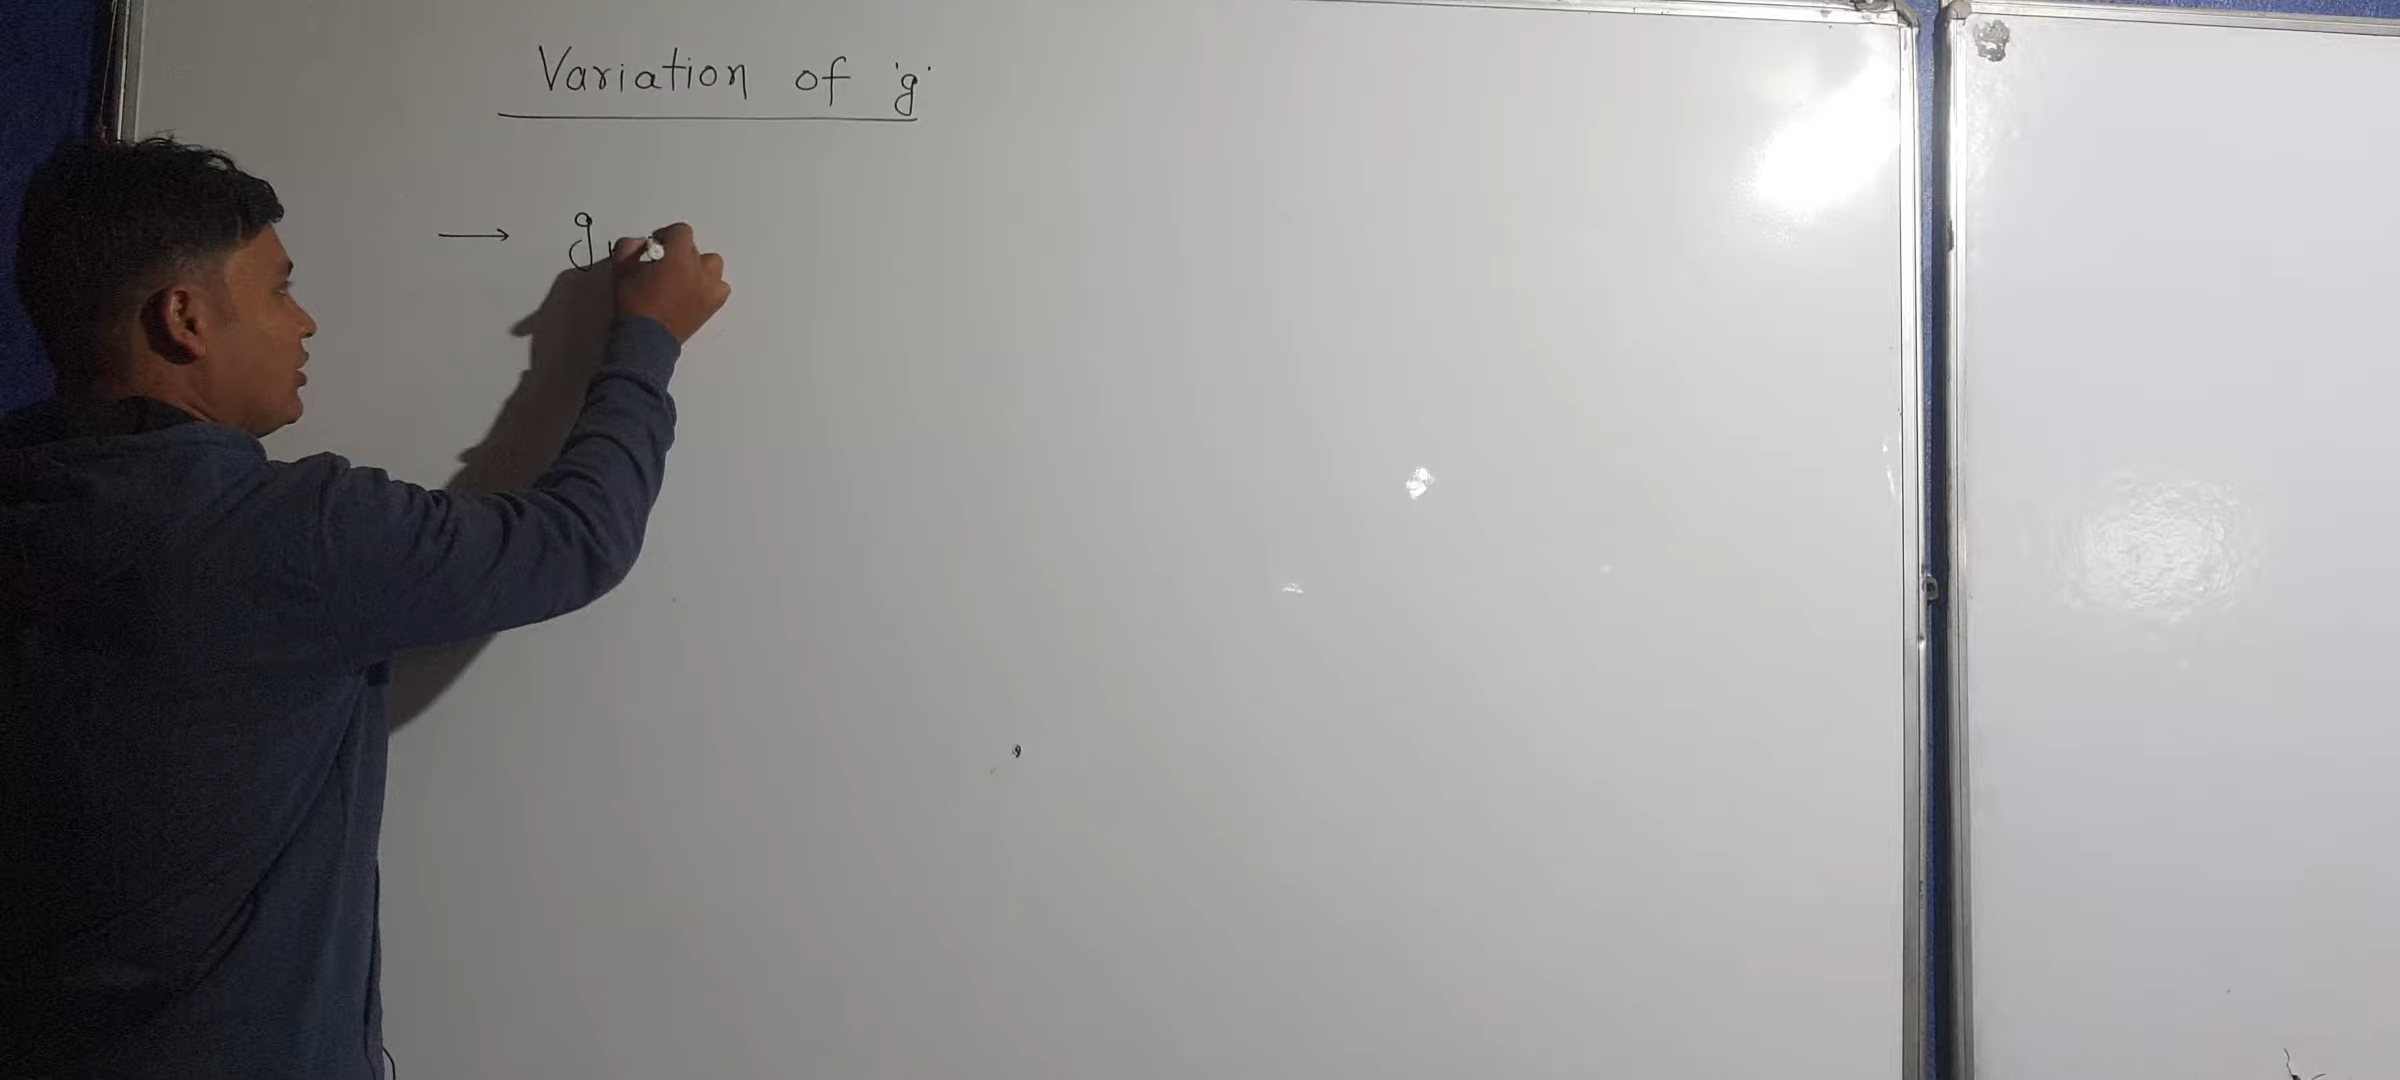 Variation of 'g'
→ g